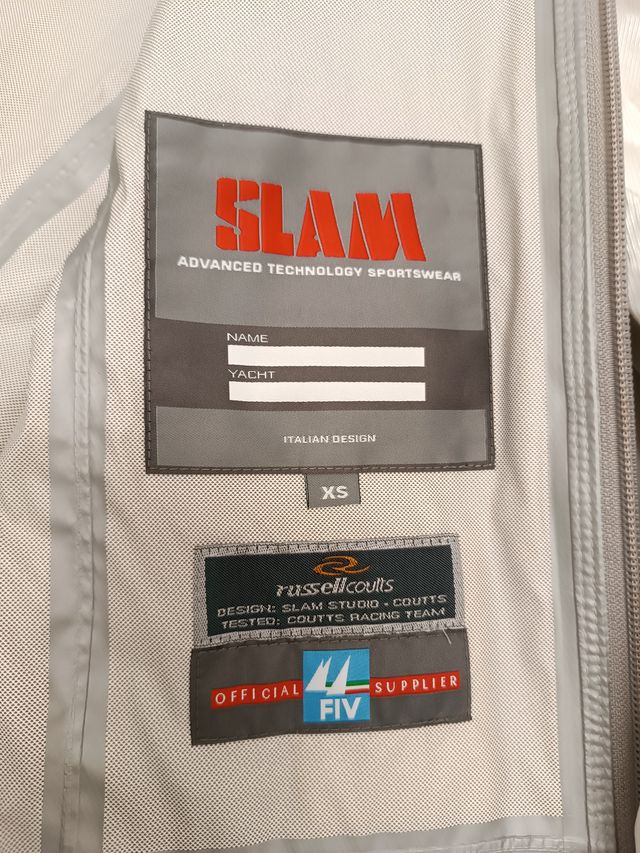 SLAM
ADVANCED TECHNOLOGY SPORTSWEAR
NAME
YACHT
ITALIAN DESIGN
XS
russellcoutts
DESIGN: SLAM STUDIO - COUTTS
TESTED: COUTTS RACING TEAM
OFFICIAL SUPPLIER
FIV